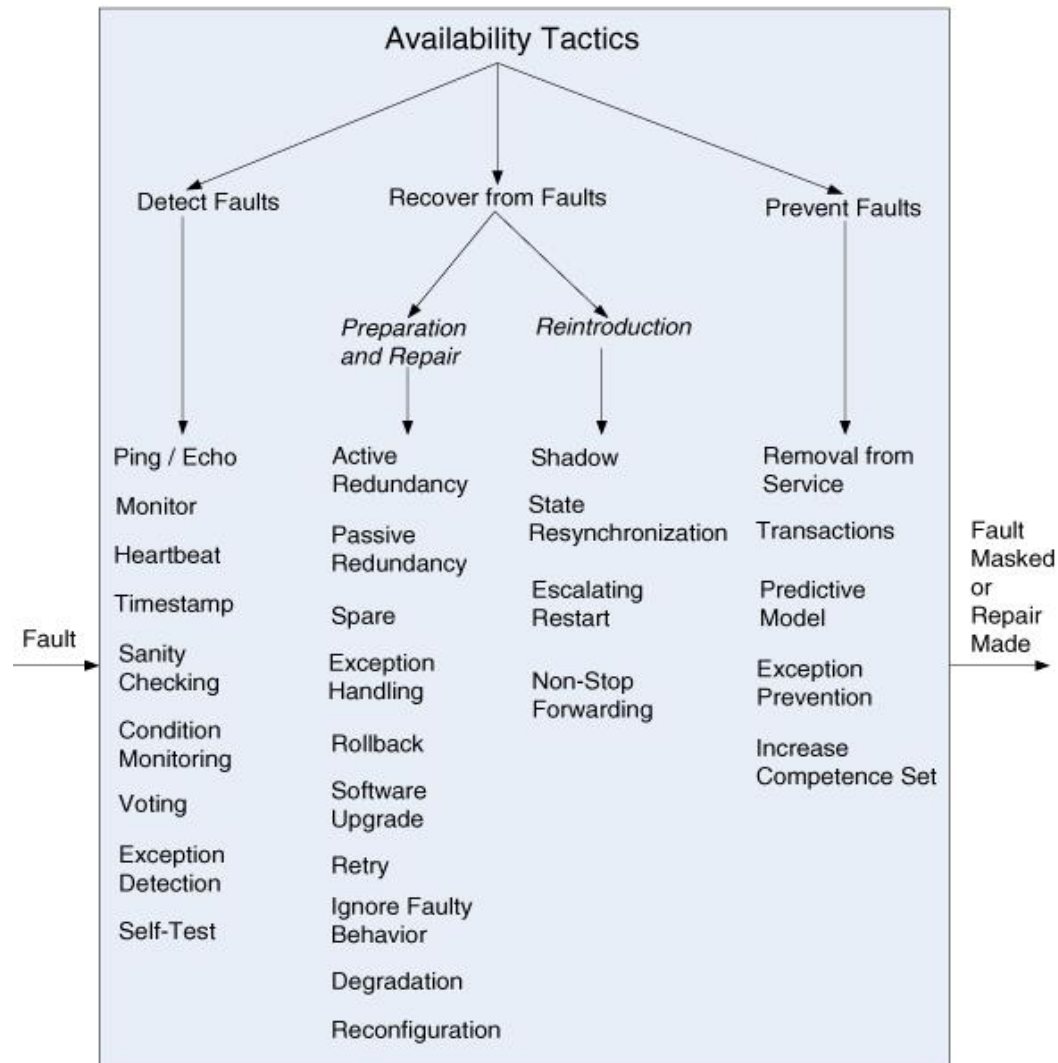 Availability Tactics
Detect Faults
Recover from Faults
Prevent Faults
Preparation
and Repair
Reintroduction
Ping / Echo
Monitor
Heartbeat
Timestamp
Sanity
Checking
Condition
Monitoring
Voting
Exception
Detection
Self-Test
Active
Redundancy
Passive
Redundancy
Spare
Exception
Handling
Rollback
Software
Upgrade
Retry
Ignore Faulty
Behavior
Degradation
Reconfiguration
Shadow
State
Resynchronization
Escalating
Restart
Non-Stop
Forwarding
Removal from
Service
Transactions
Predictive
Model
Exception
Prevention
Increase
Competence Set
Fault
Fault
Masked
or
Repair
Made